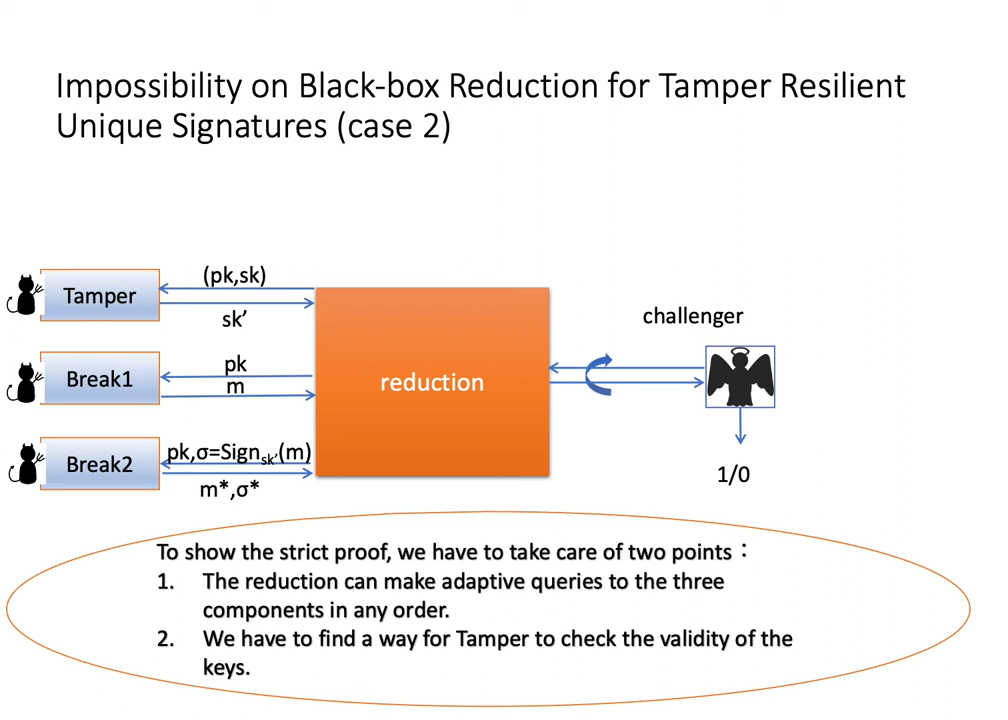 Impossibility on Black-box Reduction for Tamper Resilient
Unique Signatures (case 2)
(pk,sk)
Tamper
sk’
challenger
pk
Break1
m
reduction
pk,σ=Signsk’(m)
Break2
m*,σ*
1/0
To show the strict proof, we have to take care of two points：
1. The reduction can make adaptive queries to the three
components in any order.
2. We have to find a way for Tamper to check the validity of the
keys.